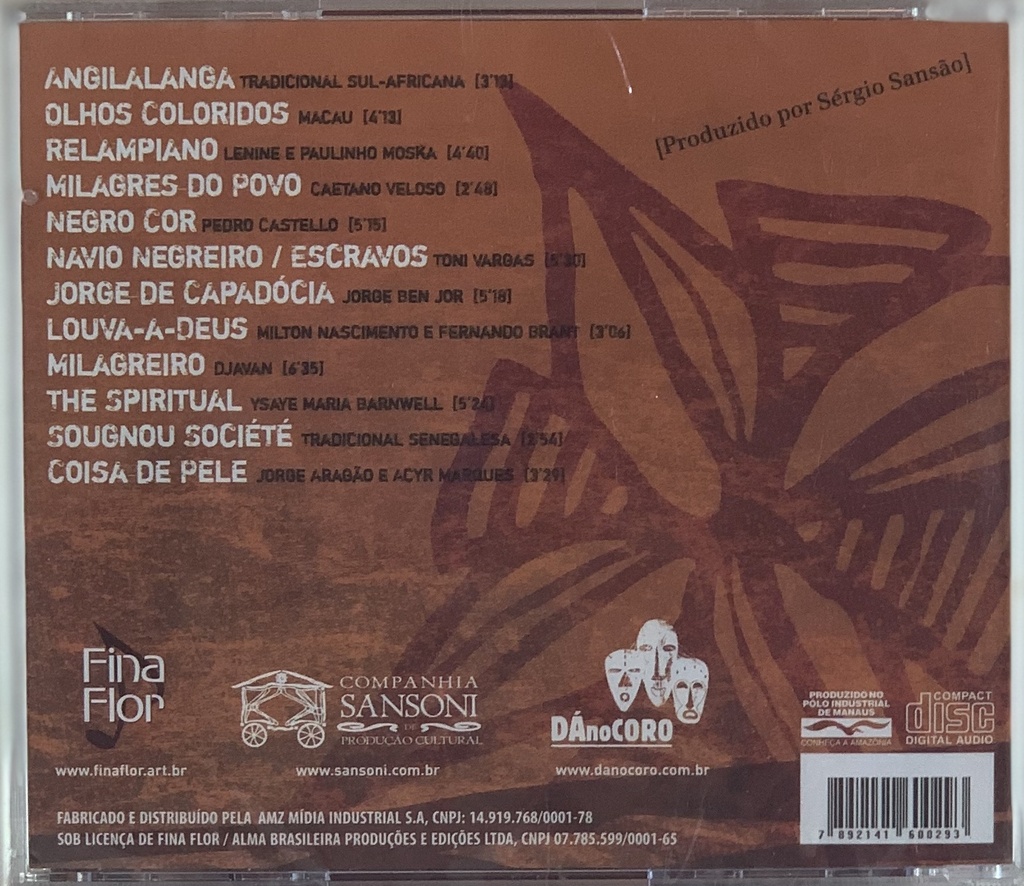 ANGILALANGA TRADICIONAL SUL-AFRICANA [3'19]
[Produzido por Sérgio Sansão]
OLHOS COLORIDOS MACAU [4'13]
RELAMPIANO LENINE E PAULINHO MOSKA [4'40]
MILAGRES DO POVO CAETANO VELOSO [2'48]
NEGRO COR PEDRO CASTELLO [5'15]
NAVIO NEGREIRO / ESCRAVOS TONI VARGAS [5'30]
JORGE DE CAPADÓCIA JORGE BEN JOR [5'18]
LOUVA-A-DEUS MILTON NASCIMENTO E FERNANDO BRANT [3'06]
MILAGREIRO DJAVAN [6'35]
THE SPIRITUAL YSAYE MARIA BARNWELL [5'24]
SOUGNOU SOCIÉTÉ TRADICIONAL SENEGALESA [2'54]
COISA DE PELE JORGE ARAGÃO E ACYR MARQUES [3'29]
Fina
Flor
www.finaflor.art.br
COMPANHIA
SANSONI
DE
PRODUÇÃO CULTURAL
www.sansoni.com.br
DÁnoCORO
www.danocoro.com.br
PRODUZIDO NO
PÓLO INDUSTRIAL
DE MANAUS
CONHEÇA A AMAZÔNIA
COMPACT
disc
DIGITAL AUDIO
FABRICADO E DISTRIBUÍDO PELA AMZ MÍDIA INDUSTRIAL S.A, CNPJ: 14.919.768/0001-78
SOB LICENÇA DE FINA FLOR / ALMA BRASILEIRA PRODUÇÕES E EDIÇÕES LTDA, CNPJ 07.785.599/0001-65
7 892141 608293